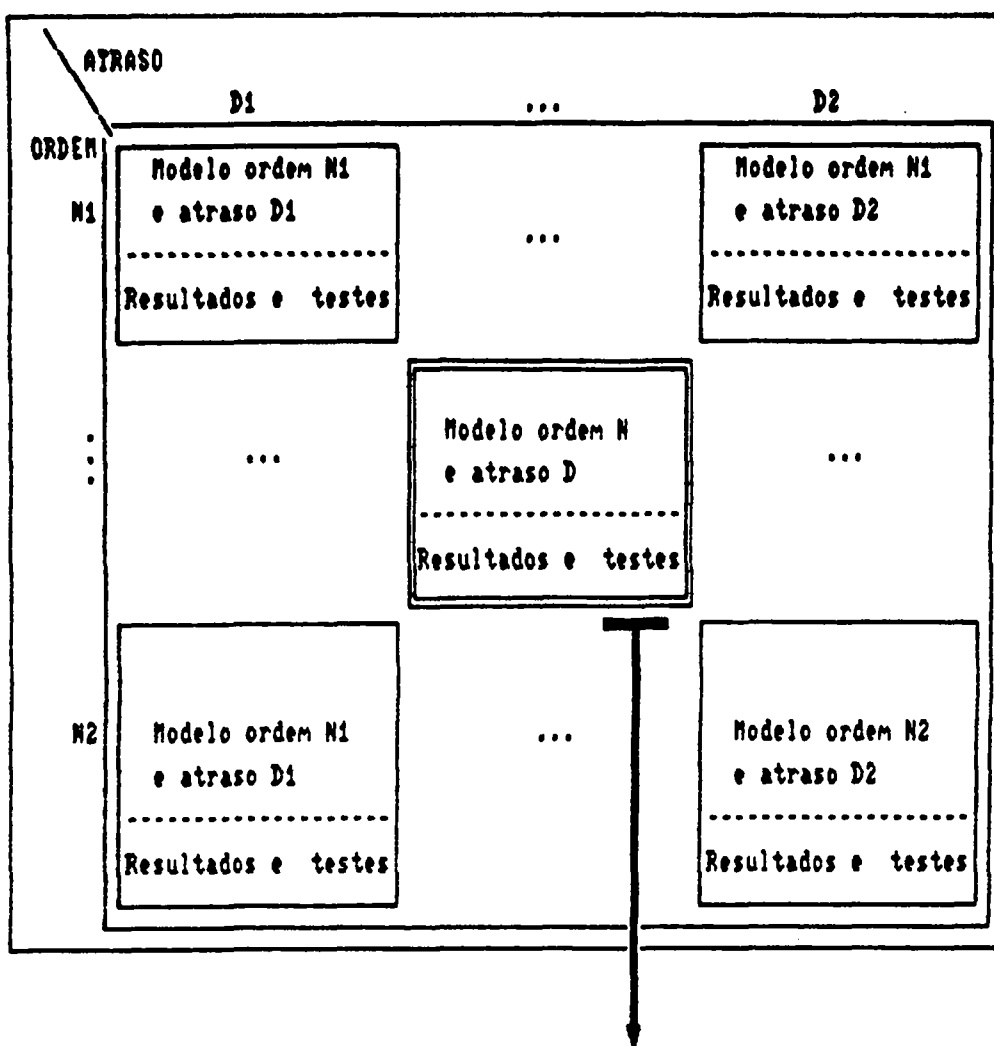 ATRASO
D1 ... D2
ORDEM
N1
Modelo ordem N1
e atraso D1
Resultados e testes
...
Modelo ordem N1
e atraso D2
Resultados e testes
...
Modelo ordem N
e atraso D
Resultados e testes
...
N2
Modelo ordem N1
e atraso D1
Resultados e testes
...
Modelo ordem N2
e atraso D2
Resultados e testes